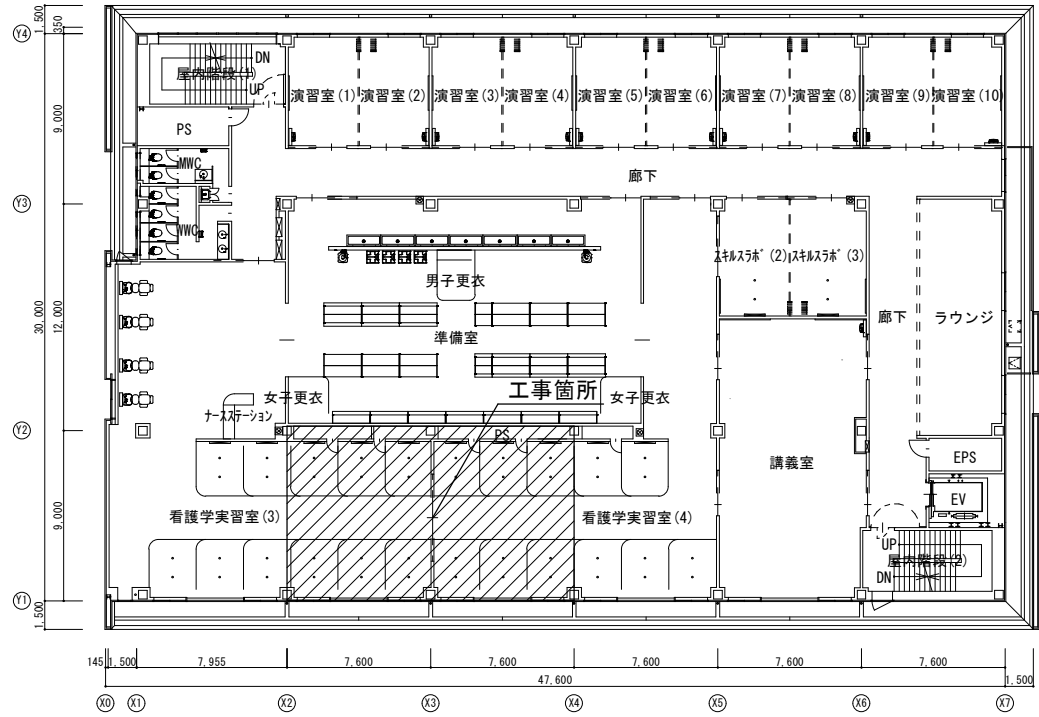 1,500
350
9,000
30,000
12,000
9,000
1,500
Y4
Y3
Y2
Y1
DN
屋内階段(1)
UP
PS
MWC
WWC
演習室(1)
演習室(2)
演習室(3)
演習室(4)
演習室(5)
演習室(6)
演習室(7)
演習室(8)
演習室(9)
演習室(10)
廊下
男子更衣
準備室
スキルスラボ(2)
スキルスラボ(3)
廊下
ラウンジ
女子更衣
ナースステーション
工事箇所
女子更衣
PS
講義室
EPS
EV
看護学実習室(3)
看護学実習室(4)
UP
屋内階段(2)
DN
145
1,500
7,955
7,600
7,600
7,600
7,600
7,600
47,600
1,500
X0
X1
X2
X3
X4
X5
X6
X7